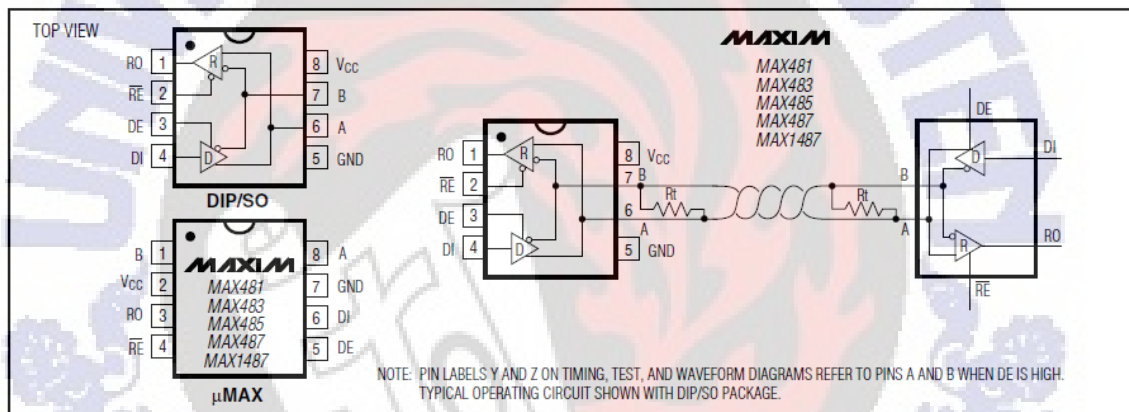 TOP VIEW
RO 1
R̅E̅ 2
DE 3
DI 4
8 VCC
7 B
6 A
5 GND
R
D
DIP/SO
B 1
VCC 2
RO 3
R̅E̅ 4
8 A
7 GND
6 DI
5 DE
MAXIM
MAX481
MAX483
MAX485
MAX487
MAX1487
µMAX
MAXIM
MAX481
MAX483
MAX485
MAX487
MAX1487
RO 1
R̅E̅ 2
DE 3
DI 4
R
D
8 VCC
7 B
6 A
5 GND
Rt
Rt
B
A
DE
D
DI
R
RO
R̅E̅
NOTE: PIN LABELS Y AND Z ON TIMING, TEST, AND WAVEFORM DIAGRAMS REFER TO PINS A AND B WHEN DE IS HIGH.
TYPICAL OPERATING CIRCUIT SHOWN WITH DIP/SO PACKAGE.